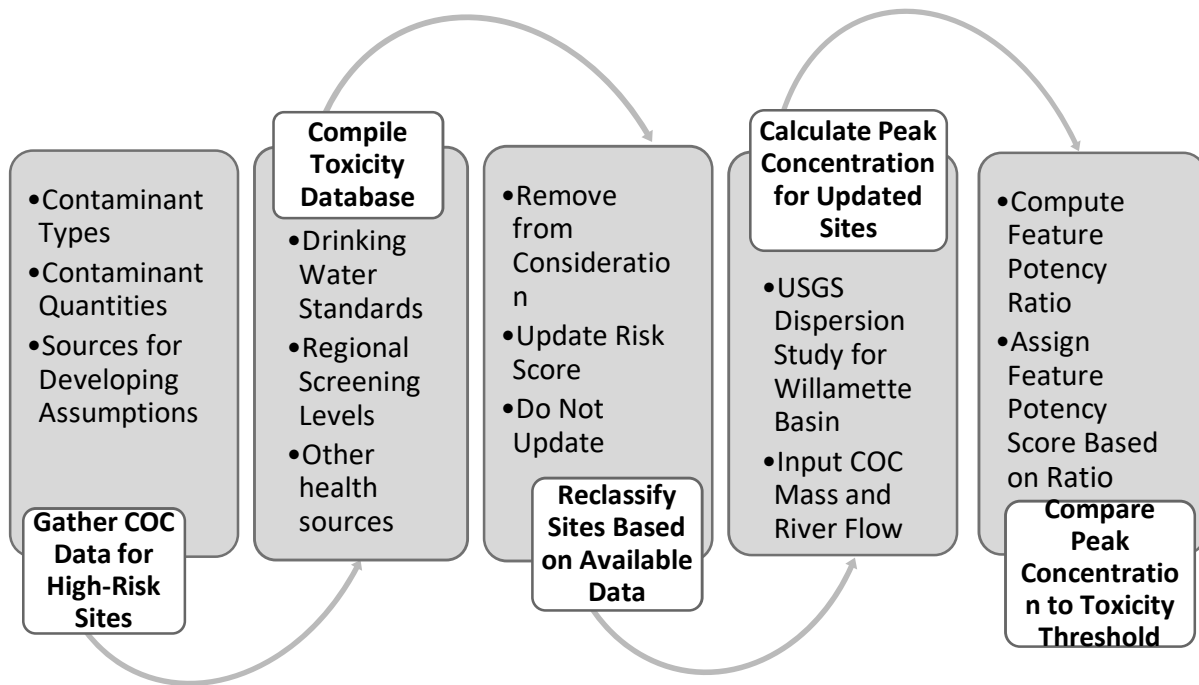 •Contaminant
Types
•Contaminant
Quantities
•Sources for
Developing
Assumptions
Gather COC
Data for
High-Risk
Sites
Compile
Toxicity
Database
•Drinking
Water
Standards
•Regional
Screening
Levels
•Other
health
sources
•Remove
from
Consideratio
n
•Update Risk
Score
•Do Not
Update
Reclassify
Sites Based
on Available
Data
Calculate Peak
Concentration
for Updated
Sites
•USGS
Dispersion
Study for
Willamette
Basin
•Input COC
Mass and
River Flow
•Compute
Feature
Potency
Ratio
•Assign
Feature
Potency
Score Based
on Ratio
Compare
Peak
Concentratio
n to Toxicity
Threshold